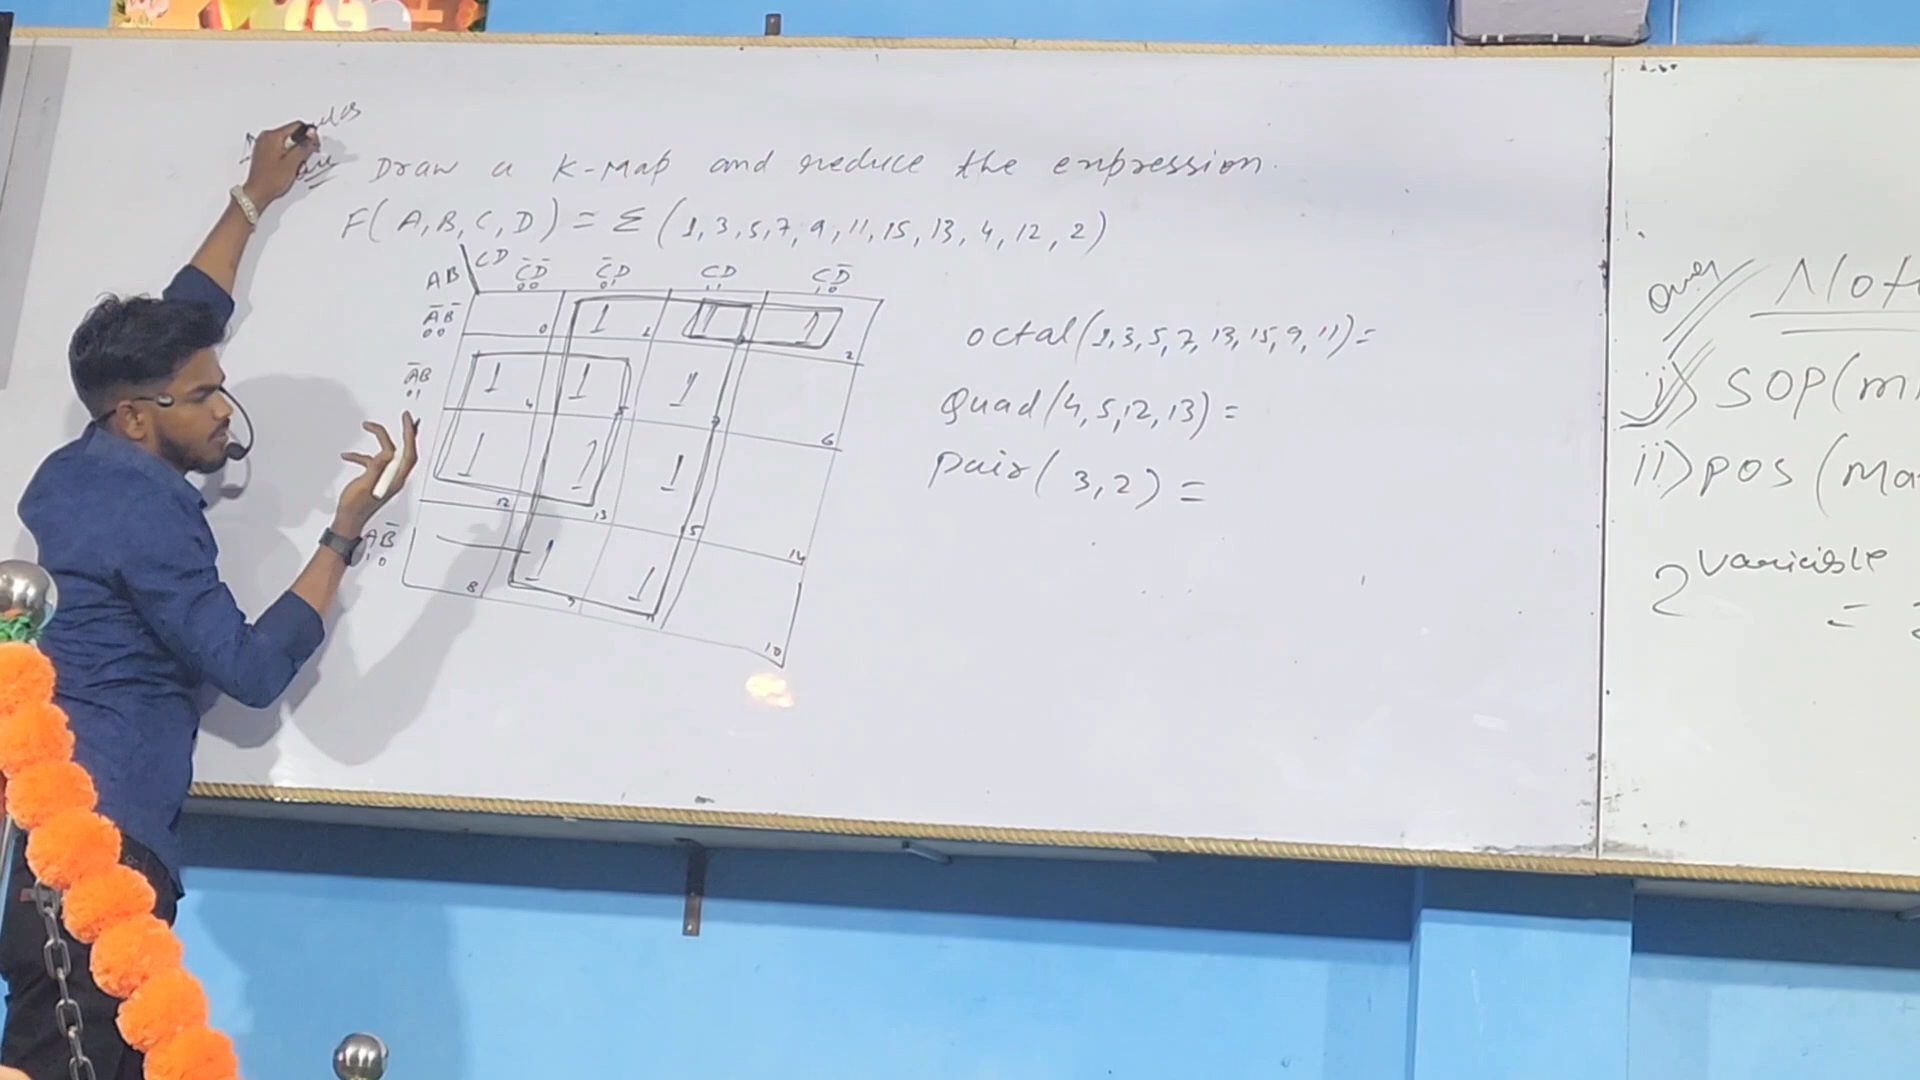 Draw a K-Map and reduce the expression.
F(A,B,C,D) = Σ(1,3,5,7,9,11,15,13,4,12,2)
AB CD C̄D̄ C̄D CD CD̄
00 01 11 10
ĀB̄ 00 1 1 1
0 1 3 2
ĀB 01 1 1 1
4 5 7 6
1 1 1
12 13 15 14
AB̄ 10 1 1
8 9 11 10
octal(1,3,5,7,13,15,9,11)=
Quad(4,5,12,13)=
pair(3,2)=
i) SOP(
ii) POS(
2 variable
=